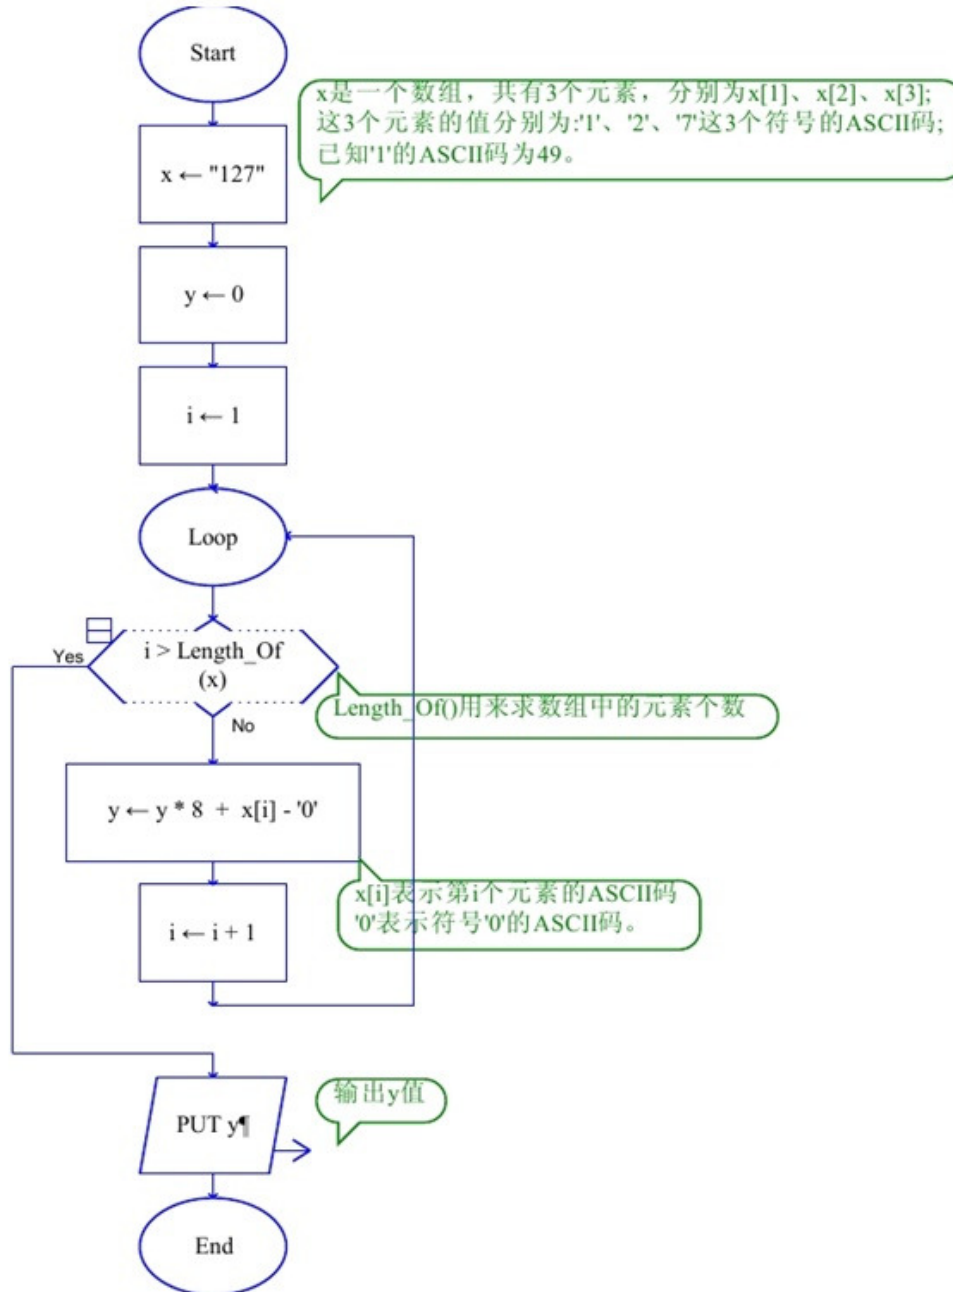 Start
x是一个数组，共有3个元素，分别为x[1]、x[2]、x[3];
这3个元素的值分别为:'1'、'2'、'7'这3个符号的ASCII码;
已知'1'的ASCII码为49。
x ← "127"
y ← 0
i ← 1
Loop
i > Length_Of
(x)
Yes
Length_Of()用来求数组中的元素个数
No
y ← y * 8 + x[i] - '0'
x[i]表示第i个元素的ASCII码
'0'表示符号'0'的ASCII码。
i ← i + 1
输出y值
PUT y¶
End